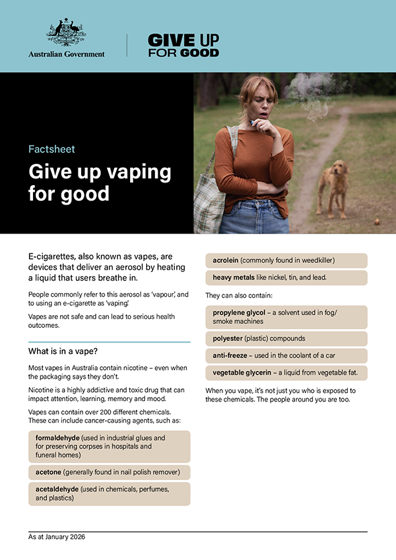 Australian Government
GIVE UP
FOR GOOD
Factsheet
Give up vaping
for good
E-cigarettes, also known as vapes, are
devices that deliver an aerosol by heating
a liquid that users breathe in.
People commonly refer to this aerosol as ‘vapour’, and
to using an e-cigarette as ‘vaping’.
Vapes are not safe and can lead to serious health
outcomes.
What is in a vape?
Most vapes in Australia contain nicotine – even when
the packaging says they don't.
Nicotine is a highly addictive and toxic drug that can
impact attention, learning, memory and mood.
Vapes can contain over 200 different chemicals.
These can include cancer-causing agents, such as:
formaldehyde (used in industrial glues and
for preserving corpses in hospitals and
funeral homes)
acetone (generally found in nail polish remover)
acetaldehyde (used in chemicals, perfumes,
and plastics)
acrolein (commonly found in weedkiller)
heavy metals like nickel, tin, and lead.
They can also contain:
propylene glycol – a solvent used in fog/
smoke machines
polyester (plastic) compounds
anti-freeze – used in the coolant of a car
vegetable glycerin – a liquid from vegetable fat.
When you vape, it's not just you who is exposed to
these chemicals. The people around you are too.
As at January 2026